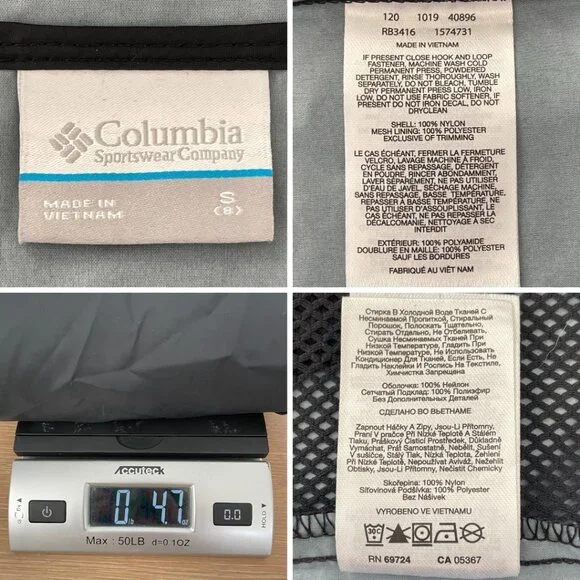 Columbia
Sportswear Company
MADE IN
VIETNAM
S
(8)
120 1019 40896
RB3416 1574731
MADE IN VIETNAM
IF PRESENT CLOSE HOOK AND LOOP
FASTENER, MACHINE WASH COLD
PERMANENT PRESS, POWDERED
DETERGENT, RINSE THOROUGHLY, WASH
SEPARATELY, DO NOT BLEACH, TUMBLE
DRY PERMANENT PRESS LOW, IRON
LOW, DO NOT USE FABRIC SOFTENER, IF
PRESENT DO NOT IRON DECAL, DO NOT
DRYCLEAN
SHELL: 100% NYLON
MESH LINING: 100% POLYESTER
EXCLUSIVE OF TRIMMING
LE CAS ÉCHÉANT, FERMER LA FERMETURE
VELCRO, LAVAGE MACHINE À FROID,
CYCLE SANS REPASSAGE, DÉTERGENT
EN POUDRE, RINCER ABONDAMMENT,
LAVER SÉPARÉMENT, NE PAS UTILISER
D'EAU DE JAVEL, SÉCHAGE MACHINE,
SANS REPASSAGE, À BASSE TEMPÉRATURE,
REPASSER À BASSE TEMPÉRATURE, NE
PAS UTILISER D'ASSOUPLISSANT, LE
CAS ÉCHÉANT, NE PAS REPASSER LA
DÉCALCOMANIE, NETTOYAGE À SEC
INTERDIT
EXTÉRIEUR: 100% POLYAMIDE
DOUBLURE EN MAILLE: 100% POLYESTER
SAUF LES BORDURES
FABRIQUÉ AU VIÊT NAM
ACCUTECK
0 lb 4.7 oz
0.0
HOLD
Max : 50LB d=0.1OZ
Стирка В Холодной Воде Тканей С
Несминаемой Пропиткой, Стиральный
Порошок, Полоскать Тщательно,
Стирать Отдельно, Не Отбеливать,
Сушка Несминаемых Тканей При
Низкой Температуре, Гладить При
Низкой Температуре, Не Использовать
Кондиционер Для Тканей, Если Есть, Не
Гладить Наклейки И Роспись На Текстиле,
Химчистка Запрещена
Оболочка: 100% Нейлон
Сетчатый Подклад: 100% Полиэфир
Без Дополнительных Деталей
СДЕЛАНО ВО ВЬЕТНАМЕ
Zapnout Háčky A Zipy, Jsou-Li Přítomny,
Praní V Pračce Při Nízké Teplotě A Stálém
Tlaku, Práškový Čisticí Prostředek, Důkladně
Vymáchat, Prát Samostatně, Nebělit, Sušení
V Sušičce, Stálý Tlak, Nízká Teplota, Žehlení
Při Nízké Teplotě, Nepoužívat Aviváž, Nežehlit
Obtisky, Jsou-Li Přítomny, Nečistit Chemicky
Skořepina: 100% Nylon
Síťovinová Podšívka: 100% Polyester
Bez Nášivek
VYROBENO VE VIETNAMU
RN 69724 CA 05367